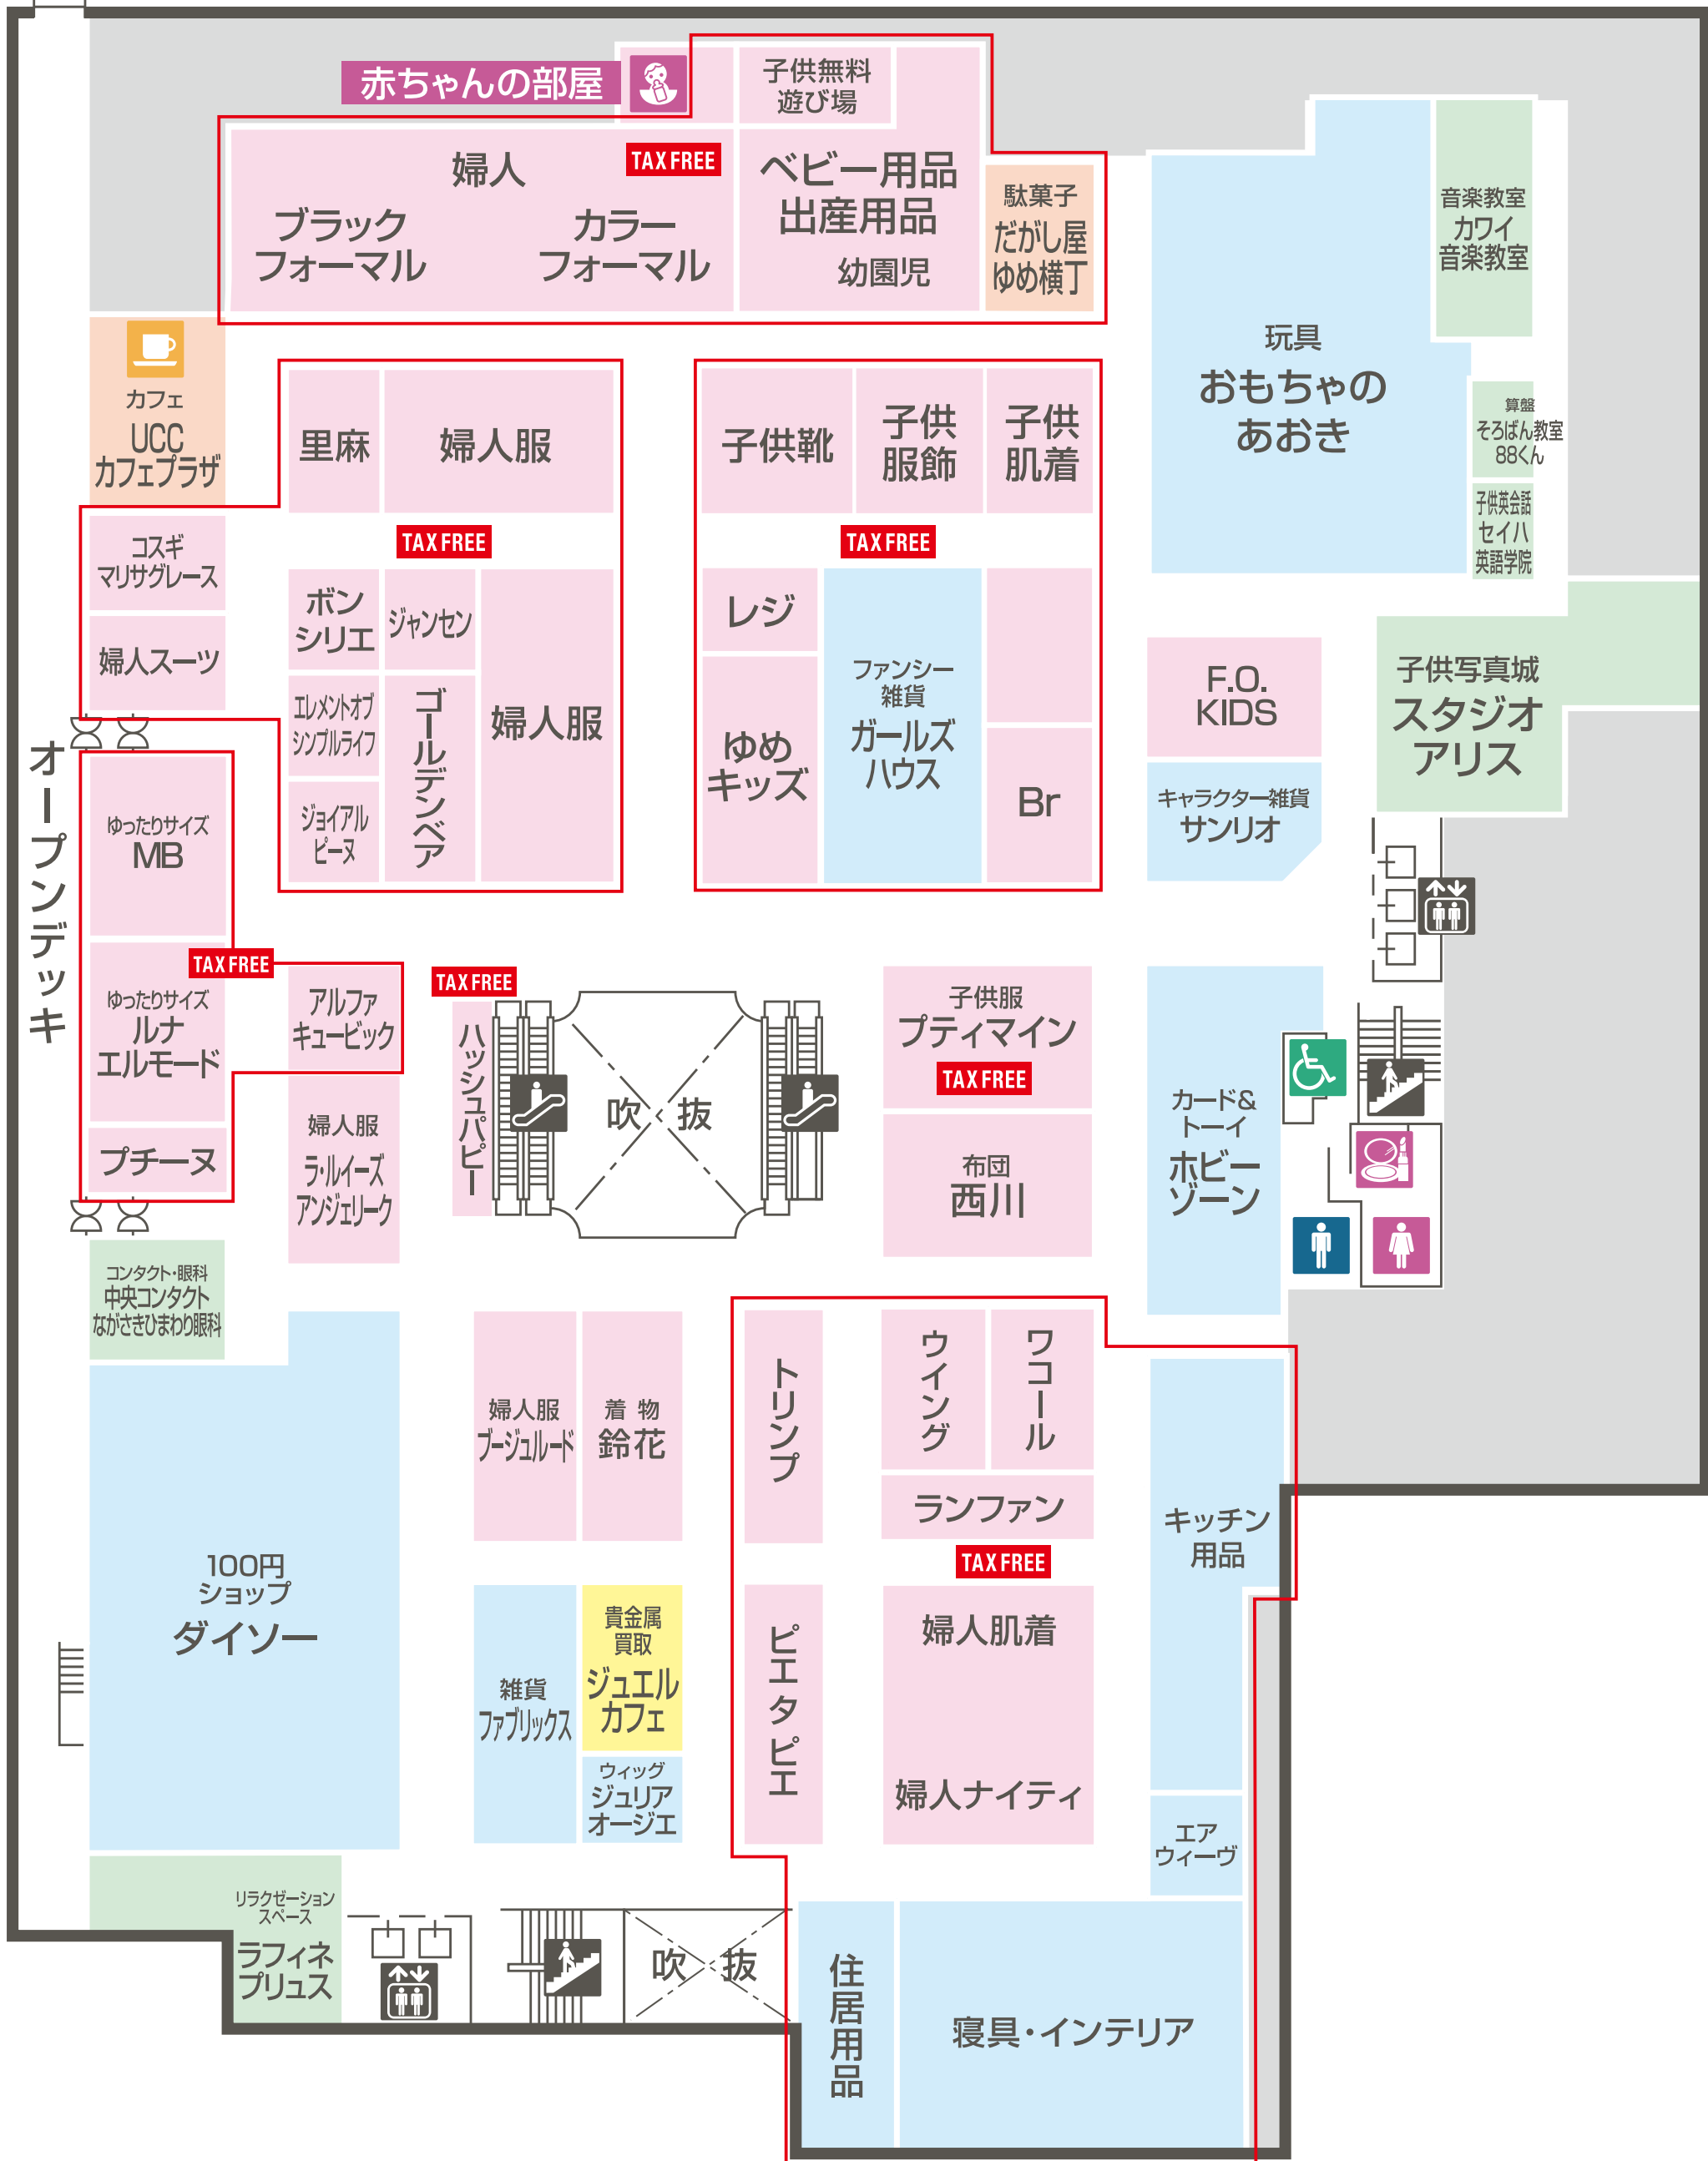 赤ちゃんの部屋
子供無料
遊び場
婦人
TAX FREE
ブラック
フォーマル
カラー
フォーマル
ベビー用品
出産用品
幼園児
駄菓子
だがし屋
ゆめ横丁
玩具
おもちゃの
あおき
音楽教室
カワイ
音楽教室
算盤
そろばん教室
88くん
子供英会話
セイハ
英語学院
カフェ
UCC
カフェプラザ
里麻
婦人服
TAX FREE
子供靴
子供
服飾
子供
肌着
TAX FREE
コスギ
マリサグレース
婦人スーツ
ボン
シリエ
ジャンセン
エレメントオブ
シンプルライフ
ゴールデンベア
婦人服
ジョイアル
ピーヌ
レジ
ゆめ
キッズ
ファンシー
雑貨
ガールズ
ハウス
Br
F.O.
KIDS
キャラクター雑貨
サンリオ
子供写真城
スタジオ
アリス
オープンデッキ
ゆったりサイズ
MB
ゆったりサイズ
ルナ
エルモード
TAX FREE
プチーヌ
アルファ
キュービック
婦人服
ラ・ルイーズ
アンジェリーク
TAX FREE
ハッシュパピー
吹抜
子供服
プティマイン
TAX FREE
布団
西川
カード&
トーイ
ホビー
ゾーン
コンタクト・眼科
中央コンタクト
ながさきひまわり眼科
100円
ショップ
ダイソー
婦人服
ブージュルード
着物
鈴花
トリンプ
ウイング
ワコール
ランファン
TAX FREE
キッチン
用品
雑貨
ファブリックス
貴金属
買取
ジュエル
カフェ
ウィッグ
ジュリア
オージエ
ピエタピエ
婦人肌着
婦人ナイティ
エア
ウィーヴ
リラクゼーション
スペース
ラフィネ
プリュス
吹抜
住居用品
寝具・インテリア